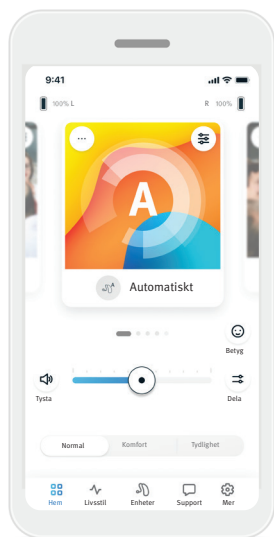 9:41
100% L
R 100%
A
A
Automatiskt
Betyg
Tysta
Dela
Normal Komfort Tydlighet
Hem Livsstil Enheter Support Mer